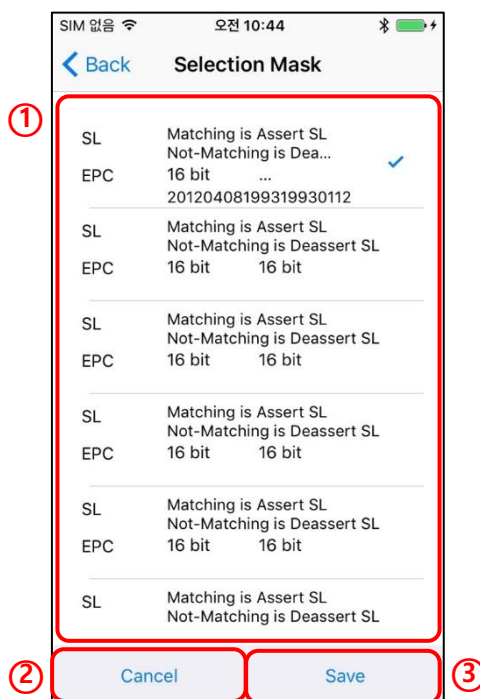 SIM 없음 오전 10:44
Back Selection Mask
①
SL Matching is Assert SL
Not-Matching is Dea...
EPC 16 bit ...
20120408199319930112
SL Matching is Assert SL
Not-Matching is Deassert SL
EPC 16 bit 16 bit
SL Matching is Assert SL
Not-Matching is Deassert SL
EPC 16 bit 16 bit
SL Matching is Assert SL
Not-Matching is Deassert SL
EPC 16 bit 16 bit
SL Matching is Assert SL
Not-Matching is Deassert SL
EPC 16 bit 16 bit
SL Matching is Assert SL
Not-Matching is Deassert SL
② Cancel Save ③